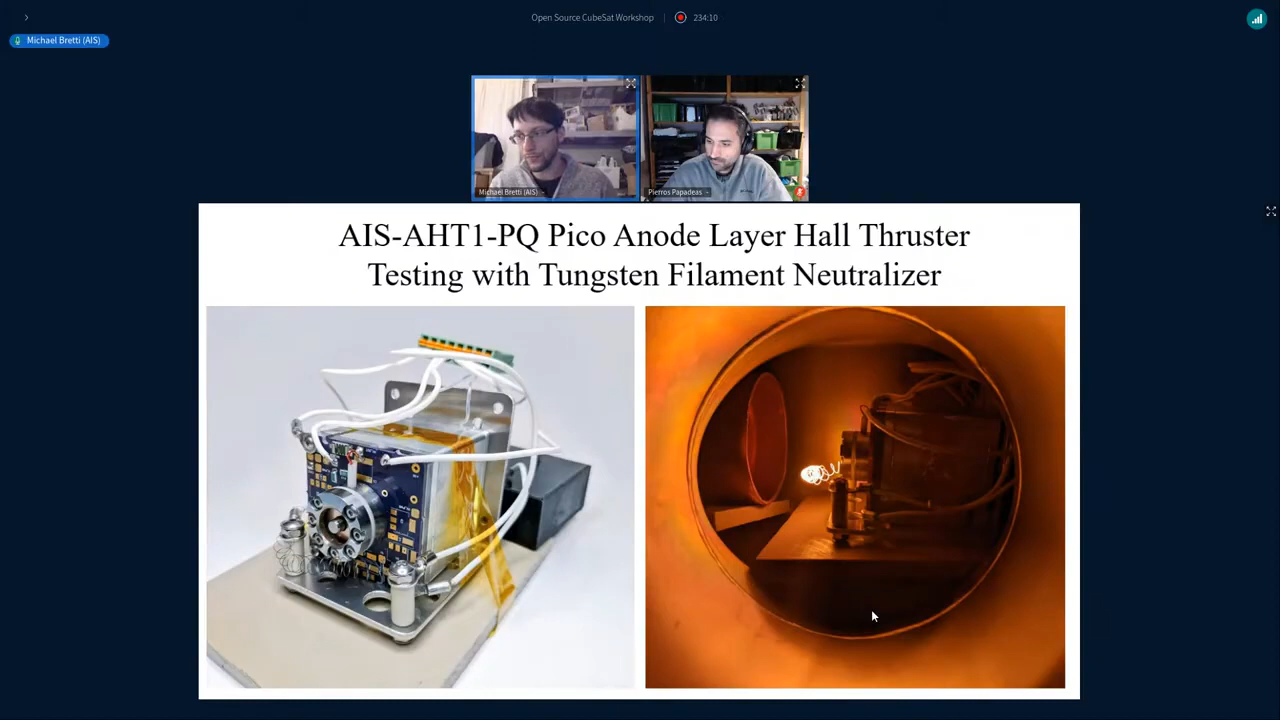 Open Source CubeSat Workshop
234:10
Michael Bretti (AIS)
Michael Bretti (AIS)
Pierros Papadeas
AIS-AHT1-PQ Pico Anode Layer Hall Thruster
Testing with Tungsten Filament Neutralizer